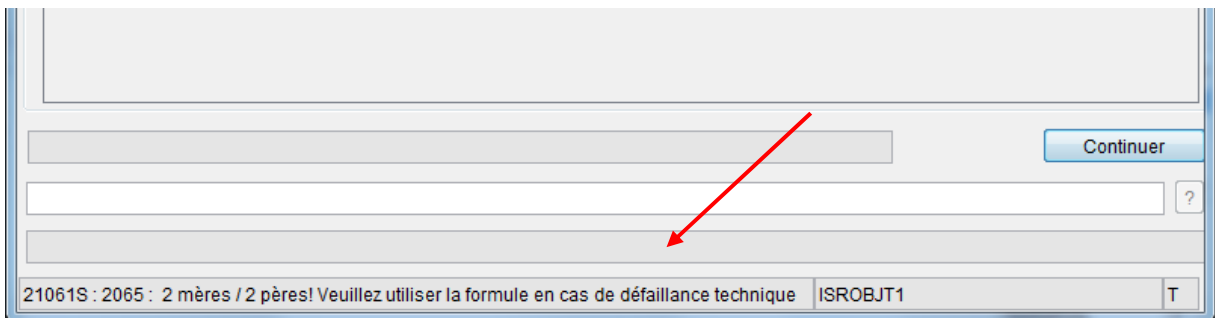 Continuer
?
21061S : 2065 : 2 mères / 2 pères! Veuillez utiliser la formule en cas de défaillance technique ISROBJT1 T